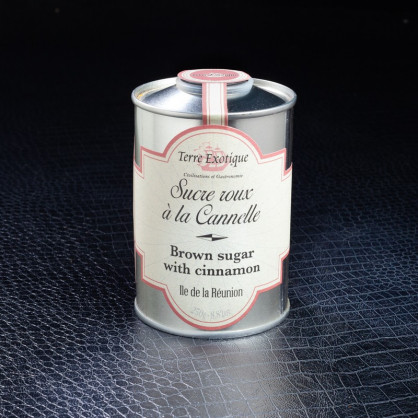 Terre Exotique
Sucre roux
à la Cannelle
Brown sugar
with cinnamon
Ile de la Réunion